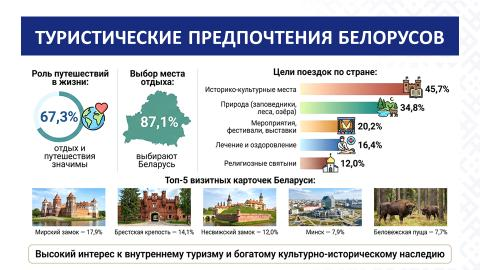 ТУРИСТИЧЕСКИЕ ПРЕДПОЧТЕНИЯ БЕЛОРУСОВ
Роль путешествий
в жизни:
67,3%
отдых и
путешествия
значимы
Выбор места
отдыха:
87,1%
выбирают
Беларусь
Цели поездок по стране:
Историко-культурные места
45,7%
Природа (заповедники,
леса, озёра)
34,8%
Мероприятия,
фестивали, выставки
20,2%
Лечение и оздоровление
16,4%
Религиозные святыни
12,0%
Топ-5 визитных карточек Беларуси:
Мирский замок — 17,9%
Брестская крепость — 14,1%
Несвижский замок — 12,0%
Минск — 7,9%
Беловежская пуща — 7,7%
Высокий интерес к внутреннему туризму и богатому культурно-историческому наследию